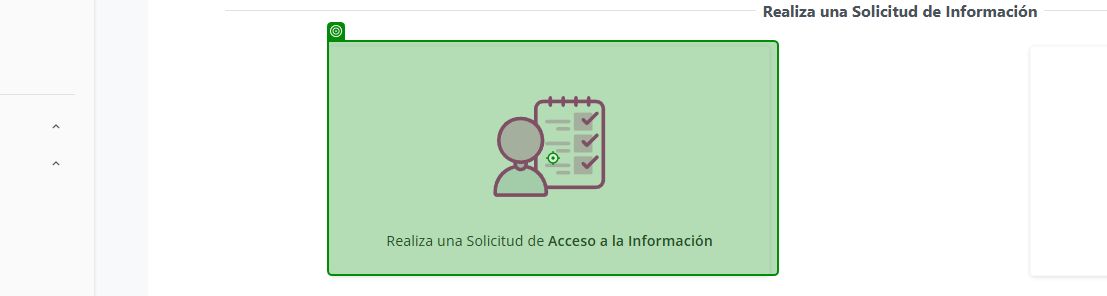 Realiza una Solicitud de Información
Realiza una Solicitud de Acceso a la Información